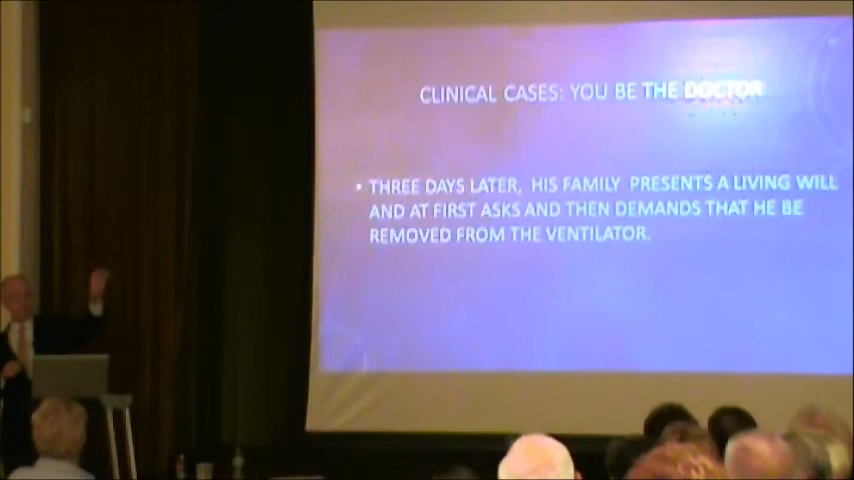 CLINICAL CASES: YOU BE THE DOCTOR
• THREE DAYS LATER, HIS FAMILY PRESENTS A LIVING WILL
AND AT FIRST ASKS AND THEN DEMANDS THAT HE BE
REMOVED FROM THE VENTILATOR.